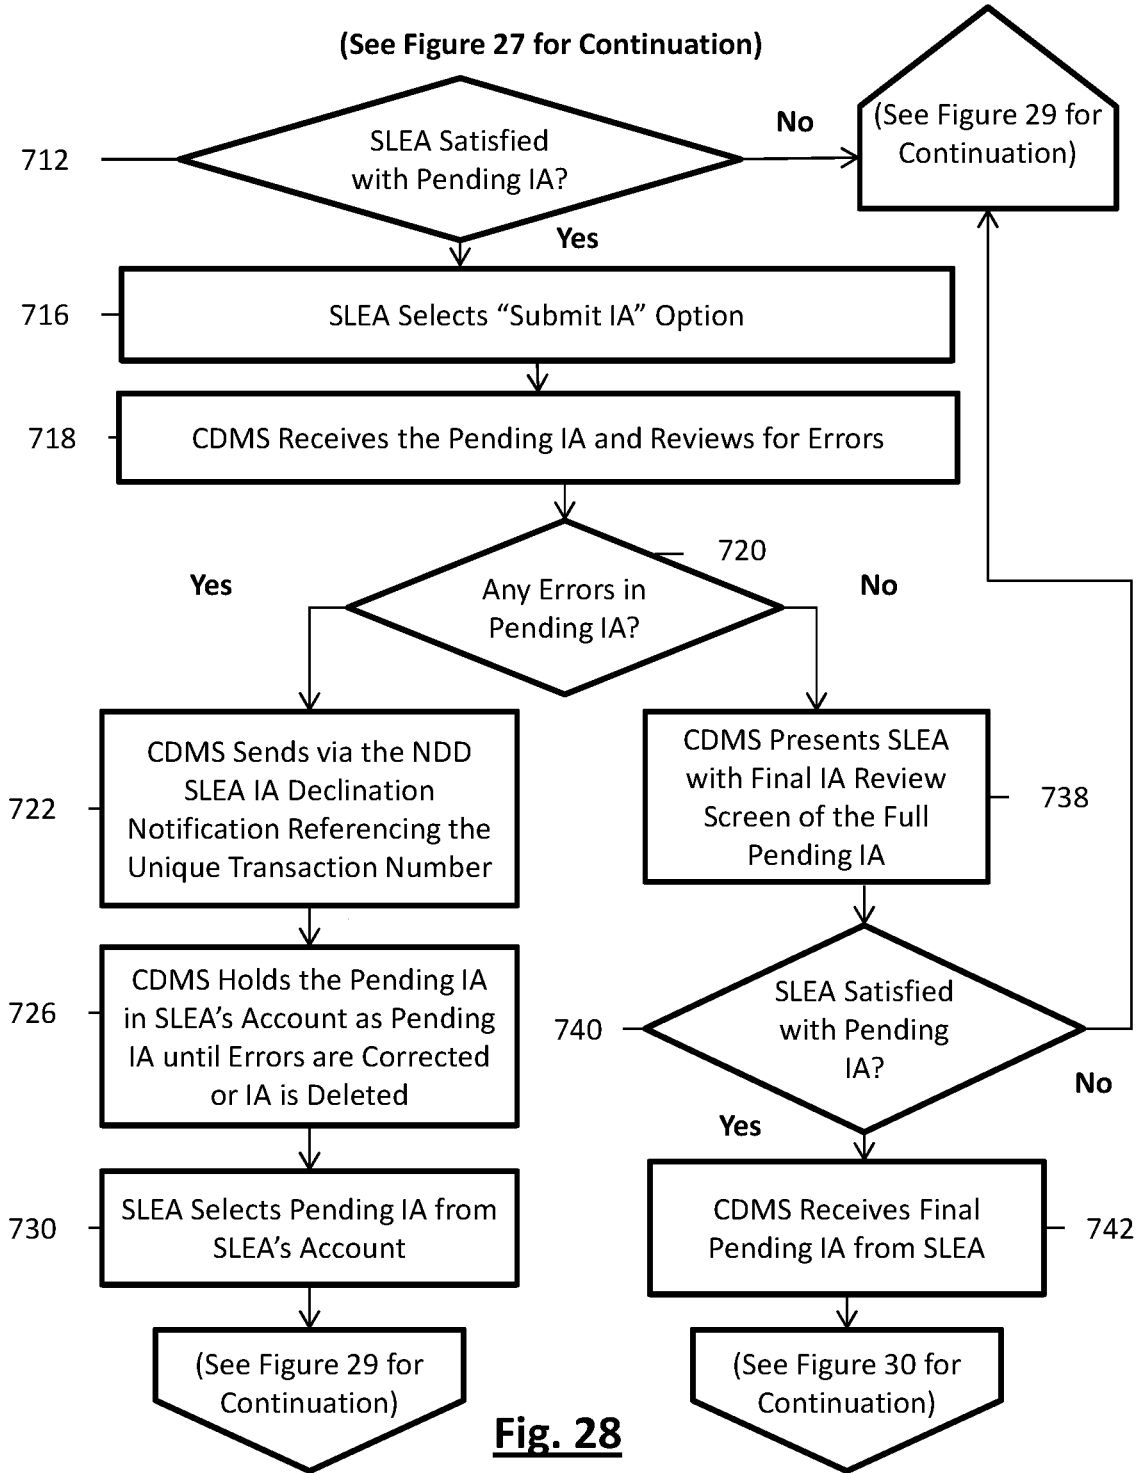 (See Figure 27 for Continuation)
712
SLEA Satisfied
with Pending IA?
No
(See Figure 29 for
Continuation)
Yes
716
SLEA Selects “Submit IA” Option
718
CDMS Receives the Pending IA and Reviews for Errors
720
Yes
Any Errors in
Pending IA?
No
722
CDMS Sends via the NDD
SLEA IA Declination
Notification Referencing the
Unique Transaction Number
CDMS Presents SLEA
with Final IA Review
Screen of the Full
Pending IA
738
726
CDMS Holds the Pending IA
in SLEA’s Account as Pending
IA until Errors are Corrected
or IA is Deleted
740
SLEA Satisfied
with Pending
IA?
No
Yes
730
SLEA Selects Pending IA from
SLEA’s Account
CDMS Receives Final
Pending IA from SLEA
742
(See Figure 29 for
Continuation)
(See Figure 30 for
Continuation)
Fig. 28